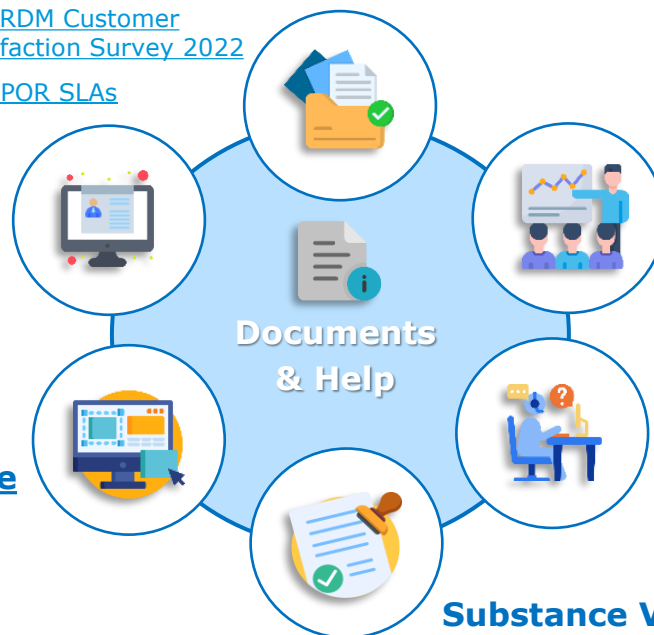 RDM Customer
faction Survey 2022
POR SLAs
Documents
& Help
e
Substance V